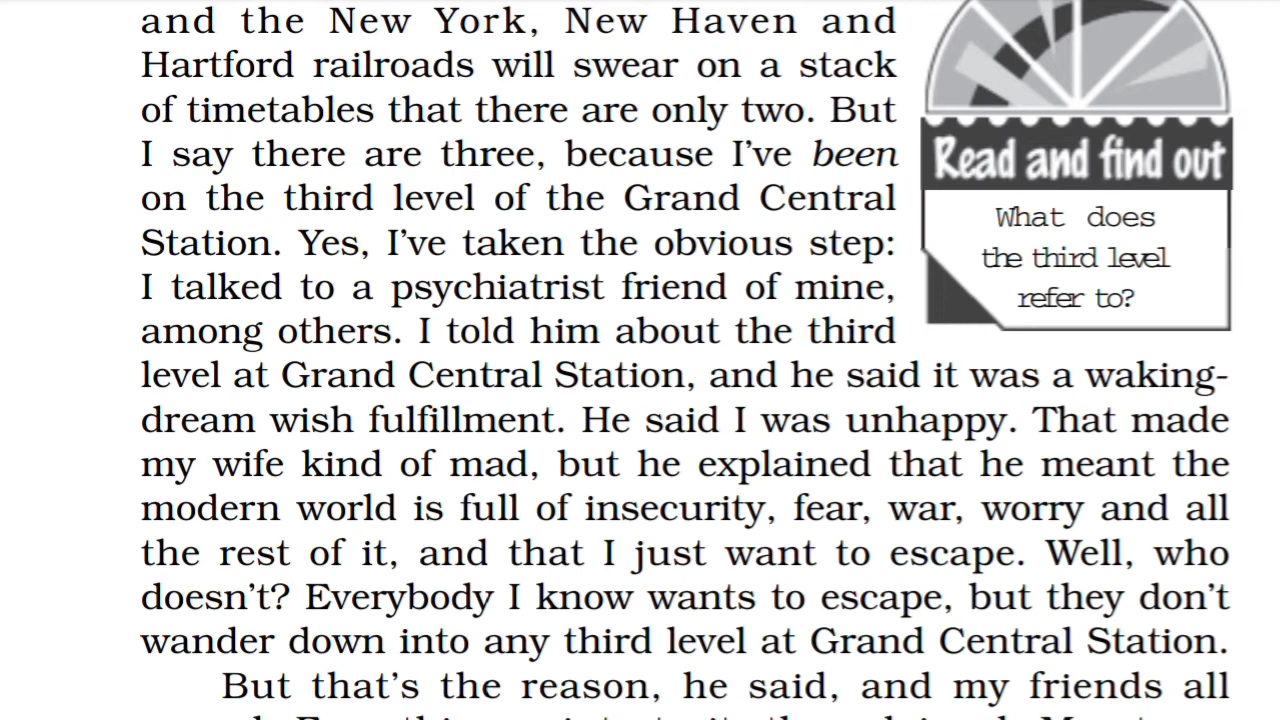 and the New York, New Haven and
Hartford railroads will swear on a stack
of timetables that there are only two. But
I say there are three, because I've been
on the third level of the Grand Central
Station. Yes, I've taken the obvious step:
I talked to a psychiatrist friend of mine,
among others. I told him about the third
level at Grand Central Station, and he said it was a waking-
dream wish fulfillment. He said I was unhappy. That made
my wife kind of mad, but he explained that he meant the
modern world is full of insecurity, fear, war, worry and all
the rest of it, and that I just want to escape. Well, who
doesn't? Everybody I know wants to escape, but they don't
wander down into any third level at Grand Central Station.
But that's the reason, he said, and my friends all
Read and find out
What does
the third level
refer to?